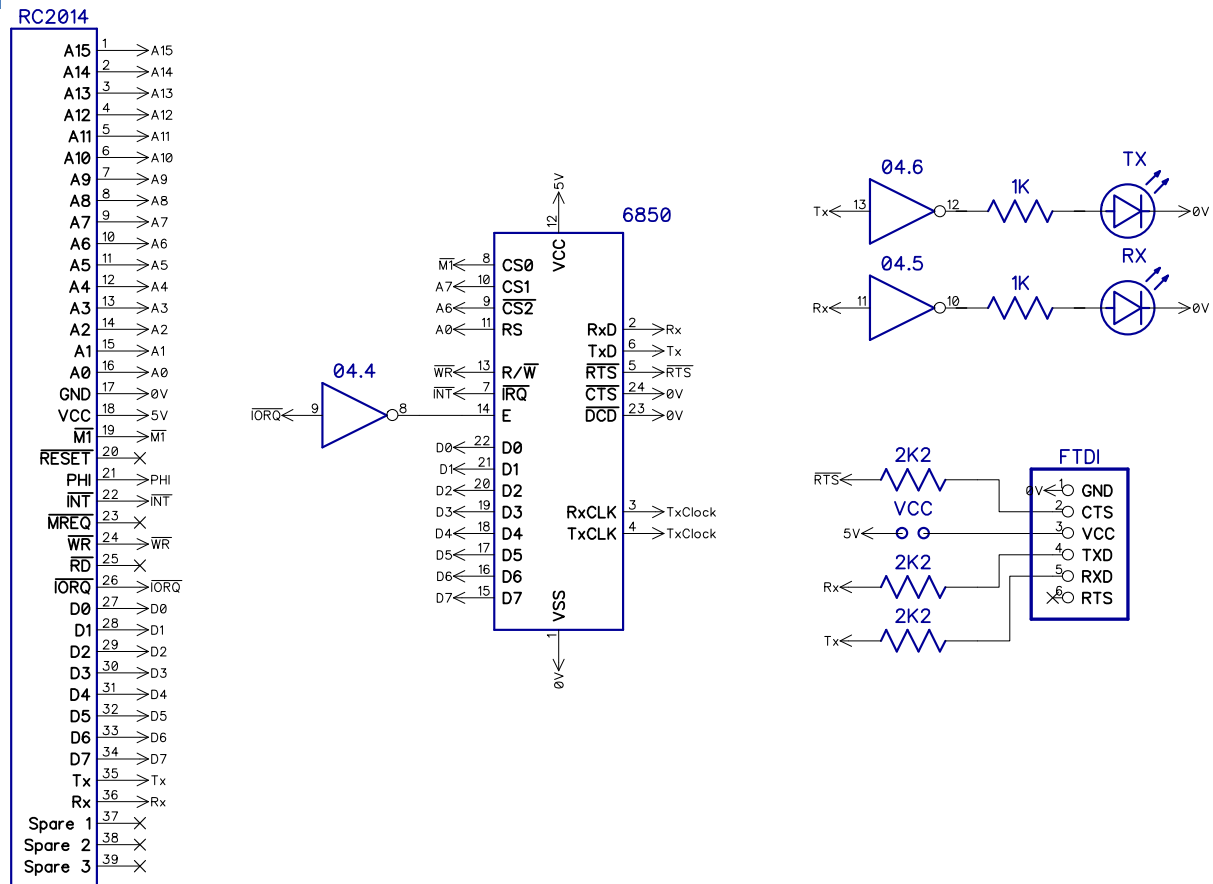 RC2014
A15 1 A15
A14 2 A14
A13 3 A13
A12 4 A12
A11 5 A11
A10 6 A10
A9 7 A9
A8 8 A8
A7 9 A7
A6 10 A6
A5 11 A5
A4 12 A4
A3 13 A3
A2 14 A2
A1 15 A1
A0 16 A0
GND 17 0V
VCC 18 5V
M1 19 M1
RESET 20
PHI 21 PHI
INT 22 INT
MREQ 23
WR 24 WR
RD 25
IORQ 26 IORQ
D0 27 D0
D1 28 D1
D2 29 D2
D3 30 D3
D4 31 D4
D5 32 D5
D6 33 D6
D7 34 D7
Tx 35 Tx
Rx 36 Rx
Spare 1 37
Spare 2 38
Spare 3 39
04.4
IORQ 9 8
6850
5V
12
VCC
M1 8 CS0
A7 10 CS1
A6 9 CS2
A0 11 RS
WR 13 R/W
INT 7 IRQ
14 E
D0 22 D0
D1 21 D1
D2 20 D2
D3 19 D3
D4 18 D4
D5 17 D5
D6 16 D6
D7 15 D7
RxD 2 Rx
TxD 6 Tx
RTS 5 RTS
CTS 24 0V
DCD 23 0V
RxCLK 3 TxClock
TxCLK 4 TxClock
VSS
1
0V
04.6
Tx 13 12
1K
TX
0V
04.5
Rx 11 10
1K
RX
0V
FTDI
0V 1 GND
2 CTS
3 VCC
4 TXD
5 RXD
6 RTS
2K2
RTS
VCC
5V
2K2
Rx
2K2
Tx